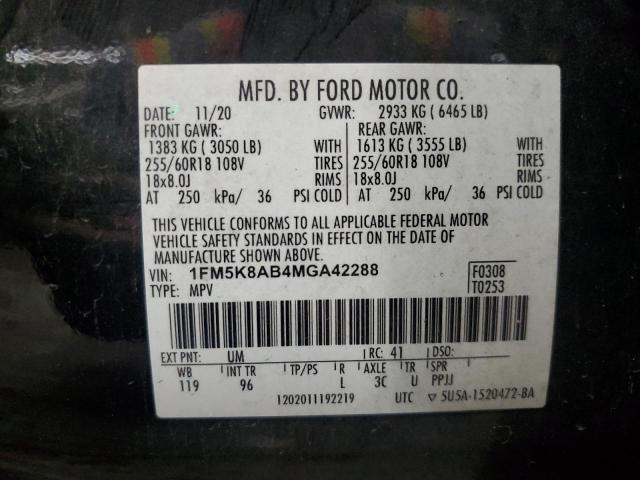 MFD. BY FORD MOTOR CO.
DATE: 11/20 GVWR: 2933 KG ( 6465 LB)
FRONT GAWR: REAR GAWR:
1383 KG ( 3050 LB) WITH 1613 KG ( 3555 LB) WITH
255/60R18 108V TIRES 255/60R18 108V TIRES
18x8.0J RIMS 18x8.0J RIMS
AT 250 kPa/ 36 PSI COLD AT 250 kPa/ 36 PSI COLD
THIS VEHICLE CONFORMS TO ALL APPLICABLE FEDERAL MOTOR
VEHICLE SAFETY STANDARDS IN EFFECT ON THE DATE OF
MANUFACTURE SHOWN ABOVE.
VIN: 1FM5K8AB4MGA42288 F0308
TYPE: MPV T0253
EXT PNT: UM RC: 41 DSO:
WB INT TR TP/PS R AXLE TR SPR
119 96 L 3C U PPJJ
1202011192219 UTC ▽ 5U5A-1520472-BA